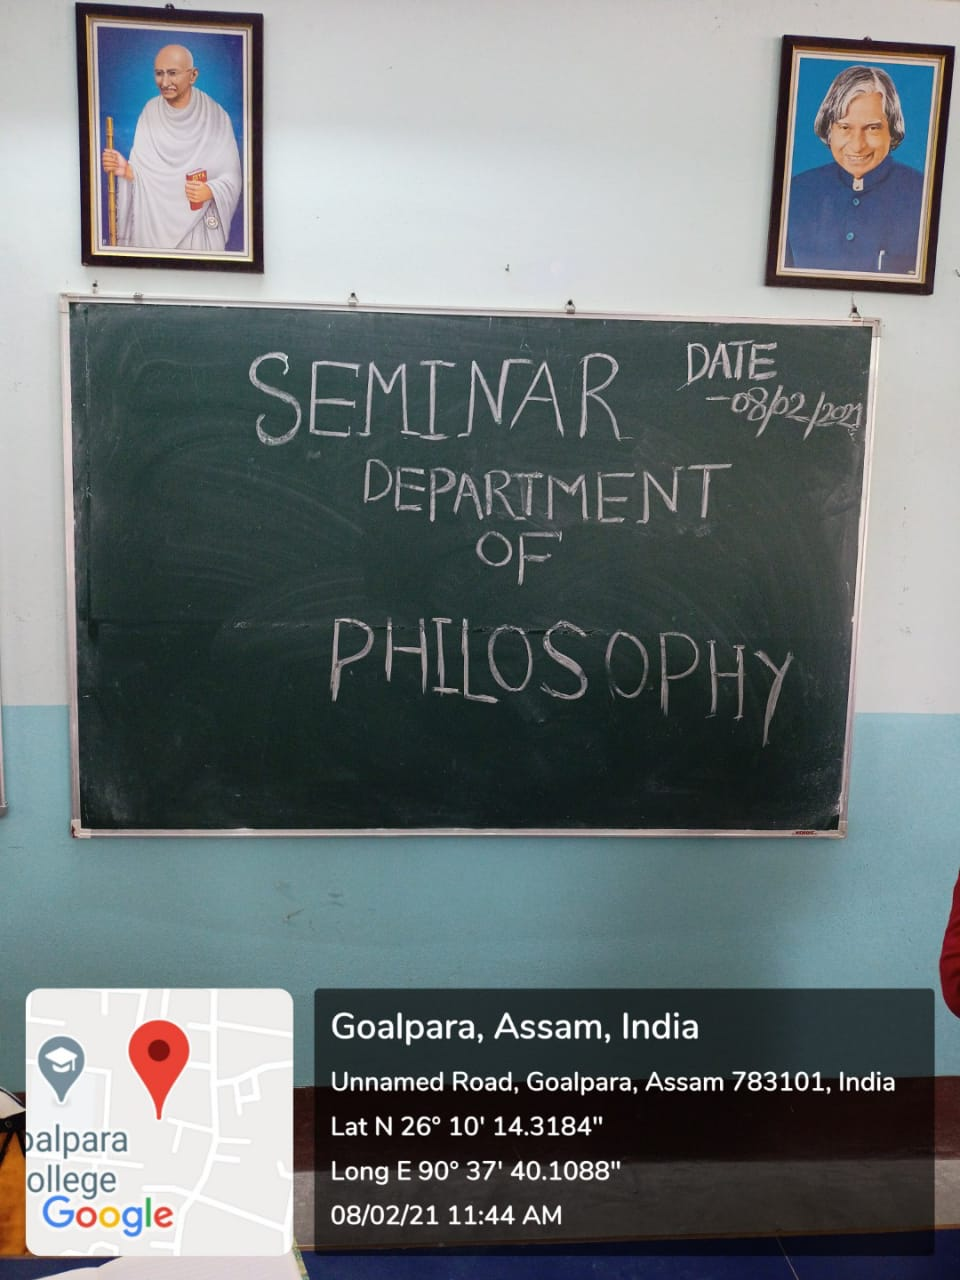 SEMINAR
DATE
-08/02/2021
DEPARTMENT
OF
PHILOSOPHY
GITA
oalpara
ollege
Google
Goalpara, Assam, India
Unnamed Road, Goalpara, Assam 783101, India
Lat N 26° 10' 14.3184"
Long E 90° 37' 40.1088"
08/02/21 11:44 AM